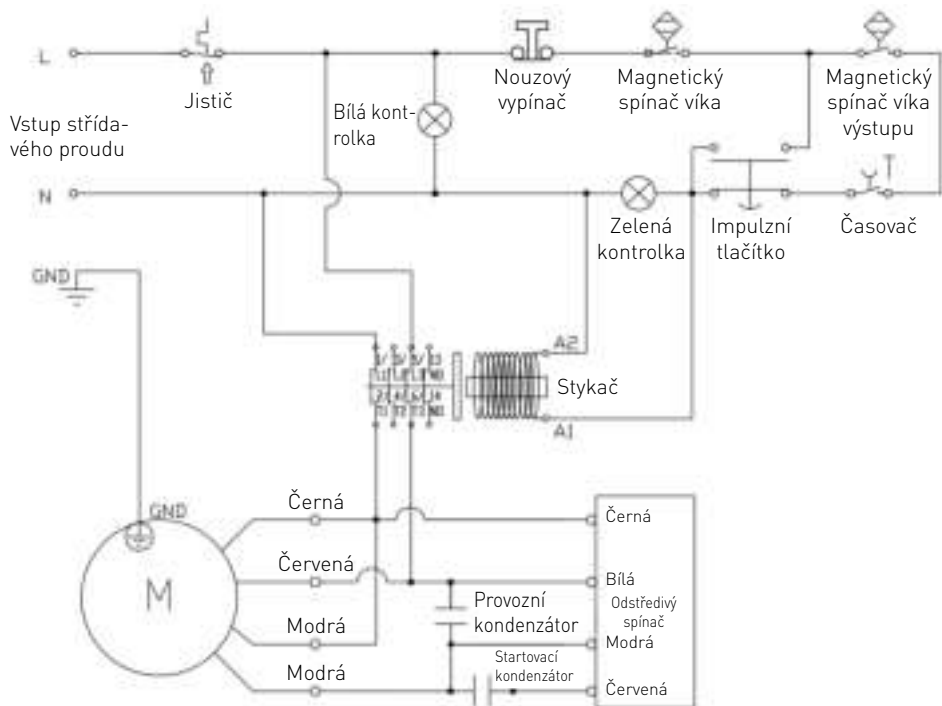 L
Jistič
Nouzový
vypínač
Magnetický
spínač víka
Magnetický
spínač víka
výstupu
Vstup střída-
vého proudu
Bílá kont-
rolka
N
Zelená
kontrolka
Impulzní
tlačítko
Časovač
GND
A2
Stykač
A1
GND
M
Černá
Červená
Modrá
Modrá
Provozní
kondenzátor
Startovací
kondenzátor
Černá
Bílá
Odstředivý
spínač
Modrá
Červená